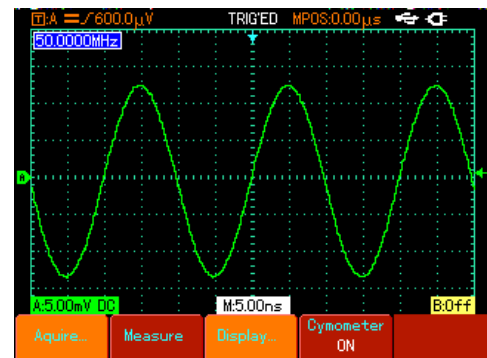 T:A 600.0μV TRIG'ED MPOS:0.00μs
50.0000MHz
A
A:5.00mV DC M:5.00ns B:Off
Aquire... Measure Display... Cymometer
ON